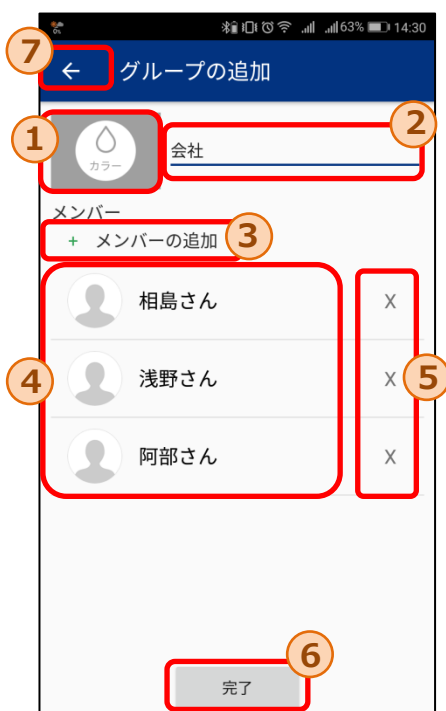 63% 14:30
7
← グループの追加
1
カラー
会社
2
メンバー
+ メンバーの追加
3
相島さん X
4
浅野さん X
5
阿部さん X
6
完了